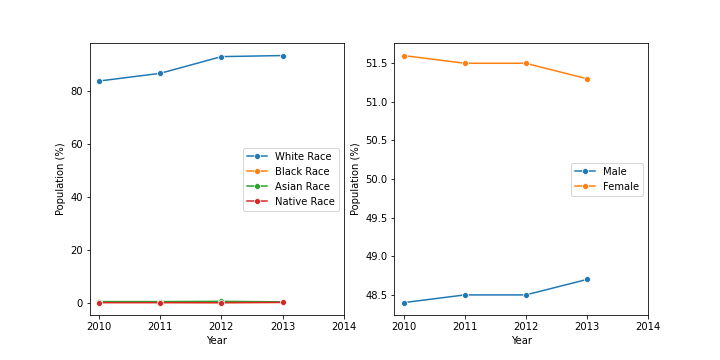 Population (%)
80
60
40
20
0
2010 2011 2012 2013 2014
Year
White Race
Black Race
Asian Race
Native Race
Population (%)
51.5
51.0
50.5
50.0
49.5
49.0
48.5
2010 2011 2012 2013 2014
Year
Male
Female